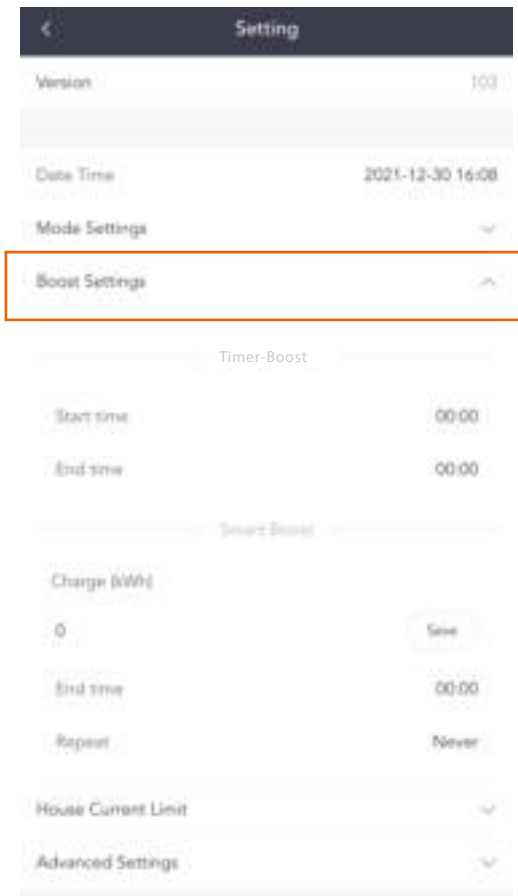 Setting
Version 103
Date Time 2021-12-30 16:08
Mode Settings
Boost Settings
Timer-Boost
Start time 00:00
End time 00:00
Smart Boost
Charge (kWh)
0 Save
End time 00:00
Repeat Never
House Current Limit
Advanced Settings